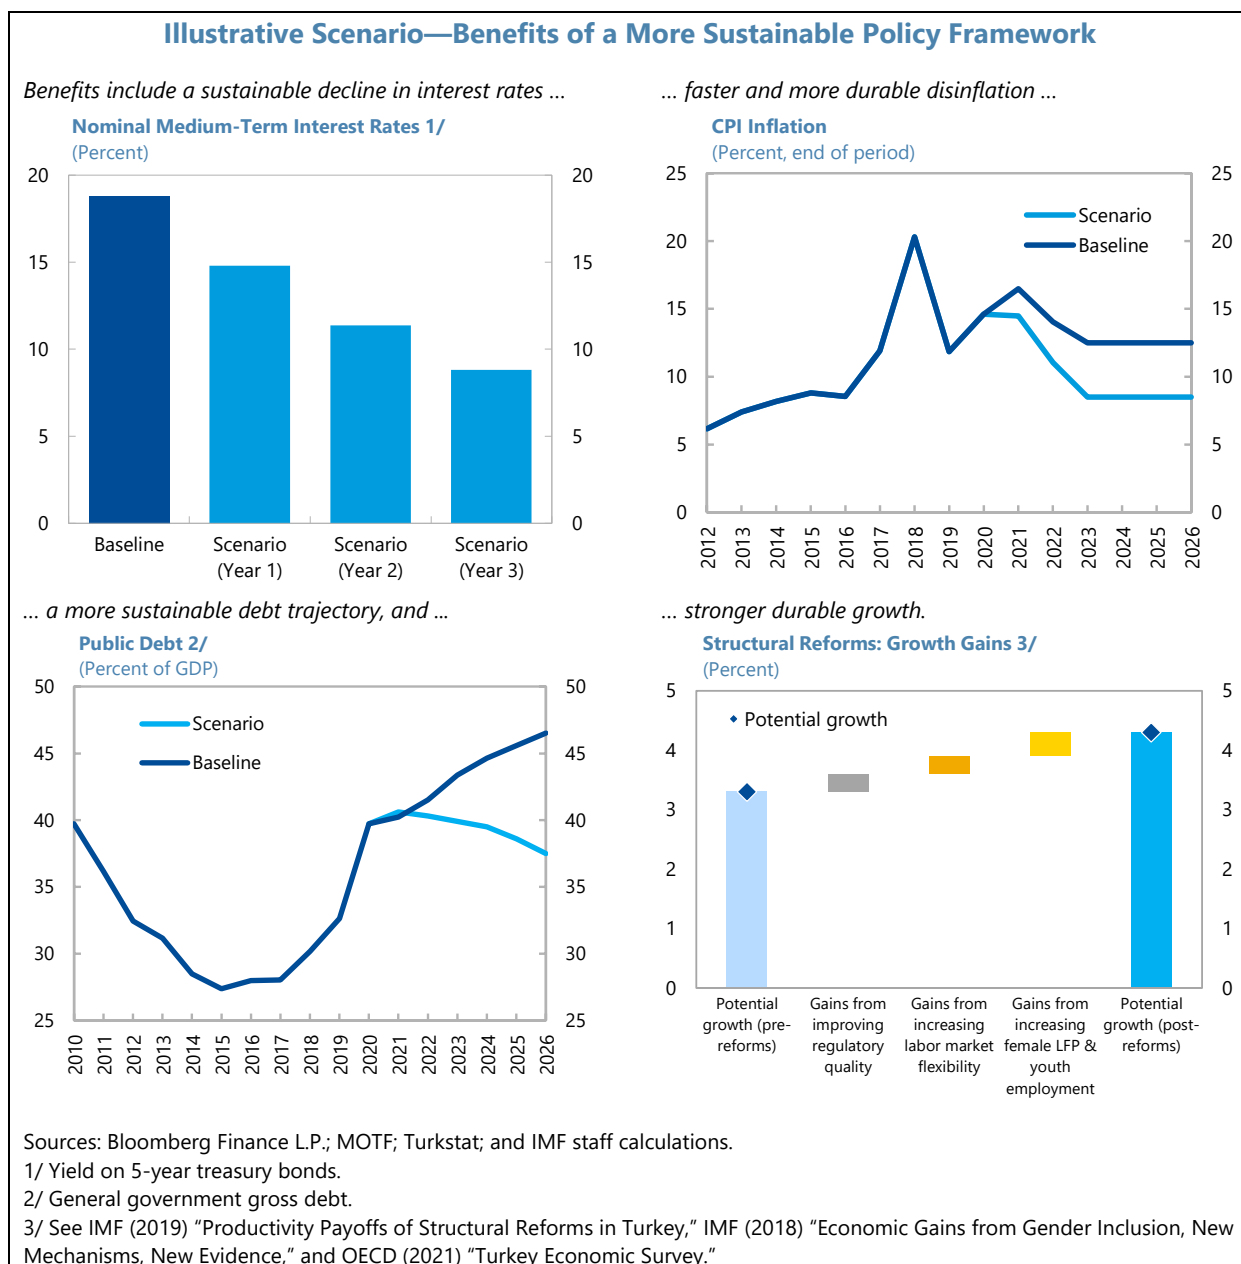 Illustrative Scenario—Benefits of a More Sustainable Policy Framework
Benefits include a sustainable decline in interest rates ...
Nominal Medium-Term Interest Rates 1/
(Percent)
20
15
10
5
0
20
15
10
5
0
Baseline
Scenario
(Year 1)
Scenario
(Year 2)
Scenario
(Year 3)
... faster and more durable disinflation ...
CPI Inflation
(Percent, end of period)
25
20
15
10
5
0
25
20
15
10
5
0
Scenario
Baseline
2012
2013
2014
2015
2016
2017
2018
2019
2020
2021
2022
2023
2024
2025
2026
... a more sustainable debt trajectory, and ...
Public Debt 2/
(Percent of GDP)
50
45
40
35
30
25
50
45
40
35
30
25
Scenario
Baseline
2010
2011
2012
2013
2014
2015
2016
2017
2018
2019
2020
2021
2022
2023
2024
2025
2026
... stronger durable growth.
Structural Reforms: Growth Gains 3/
(Percent)
5
4
3
2
1
0
5
4
3
2
1
0
Potential growth
Potential
growth (pre-
reforms)
Gains from
improving
regulatory
quality
Gains from
increasing
labor market
flexibility
Gains from
increasing
female LFP &
youth
employment
Potential
growth (post-
reforms)
Sources: Bloomberg Finance L.P.; MOTF; Turkstat; and IMF staff calculations.
1/ Yield on 5-year treasury bonds.
2/ General government gross debt.
3/ See IMF (2019) “Productivity Payoffs of Structural Reforms in Turkey,” IMF (2018) “Economic Gains from Gender Inclusion, New
Mechanisms, New Evidence,” and OECD (2021) “Turkey Economic Survey.”